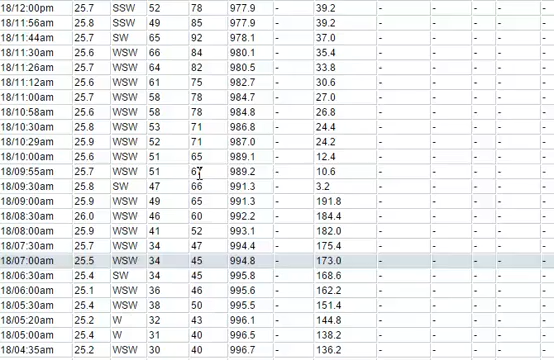 18/12:00pm 25.7 SSW 52 78 977.9 - 39.2 - - - -
18/11:56am 25.8 SSW 49 85 977.9 - 39.2 - - - -
18/11:44am 25.7 SW 65 92 978.1 - 37.0 - - - -
18/11:30am 25.6 WSW 66 84 980.1 - 35.4 - - - -
18/11:26am 25.7 WSW 64 82 980.5 - 33.8 - - - -
18/11:12am 25.6 WSW 61 75 982.7 - 30.6 - - - -
18/11:00am 25.7 WSW 58 78 984.7 - 27.0 - - - -
18/10:58am 25.6 WSW 58 78 984.8 - 26.8 - - - -
18/10:30am 25.8 WSW 53 71 986.8 - 24.4 - - - -
18/10:29am 25.9 WSW 52 71 987.0 - 24.2 - - - -
18/10:00am 25.6 WSW 51 65 989.1 - 12.4 - - - -
18/09:55am 25.7 WSW 51 989.2 - 10.6 - - - -
18/09:30am 25.8 SW 47 66 991.3 - 3.2 - - - -
18/09:00am 25.9 WSW 49 65 991.3 - 191.8 - - - -
18/08:30am 26.0 WSW 46 60 992.2 - 184.4 - - - -
18/08:00am 25.9 WSW 41 52 993.1 - 182.0 - - - -
18/07:30am 25.7 WSW 34 47 994.4 - 175.4 - - - -
18/07:00am 25.5 WSW 34 45 994.8 - 173.0 - - - -
18/06:30am 25.4 SW 34 45 995.8 - 168.6 - - - -
18/06:00am 25.1 WSW 36 46 995.6 - 162.2 - - - -
18/05:30am 25.4 WSW 38 50 995.5 - 151.4 - - - -
18/05:20am 25.2 W 32 43 996.1 - 144.8 - - - -
18/05:00am 25.4 W 31 40 996.5 - 138.2 - - - -
18/04:35am 25.2 WSW 30 40 996.7 - 136.2 - - - -